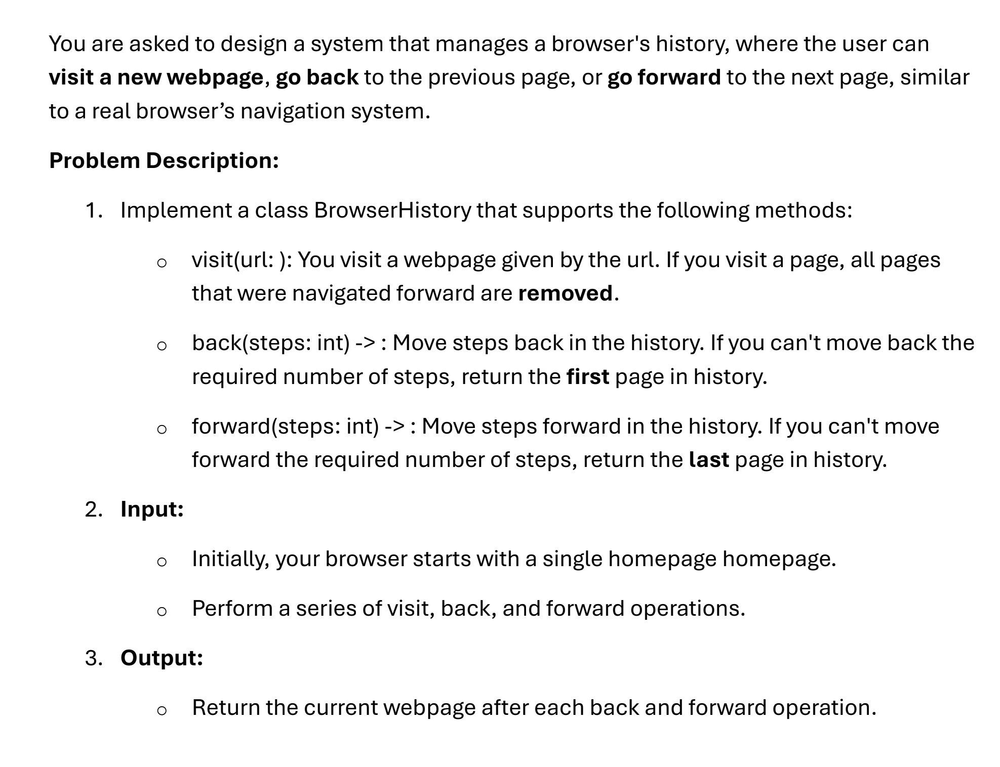 You are asked to design a system that manages a browser's history, where the user can
visit a new webpage, go back to the previous page, or go forward to the next page, similar
to a real browser’s navigation system.
Problem Description:
1. Implement a class BrowserHistory that supports the following methods:
○ visit(url: ): You visit a webpage given by the url. If you visit a page, all pages
that were navigated forward are removed.
○ back(steps: int) -> : Move steps back in the history. If you can't move back the
required number of steps, return the first page in history.
○ forward(steps: int) -> : Move steps forward in the history. If you can't move
forward the required number of steps, return the last page in history.
2. Input:
○ Initially, your browser starts with a single homepage homepage.
○ Perform a series of visit, back, and forward operations.
3. Output:
○ Return the current webpage after each back and forward operation.